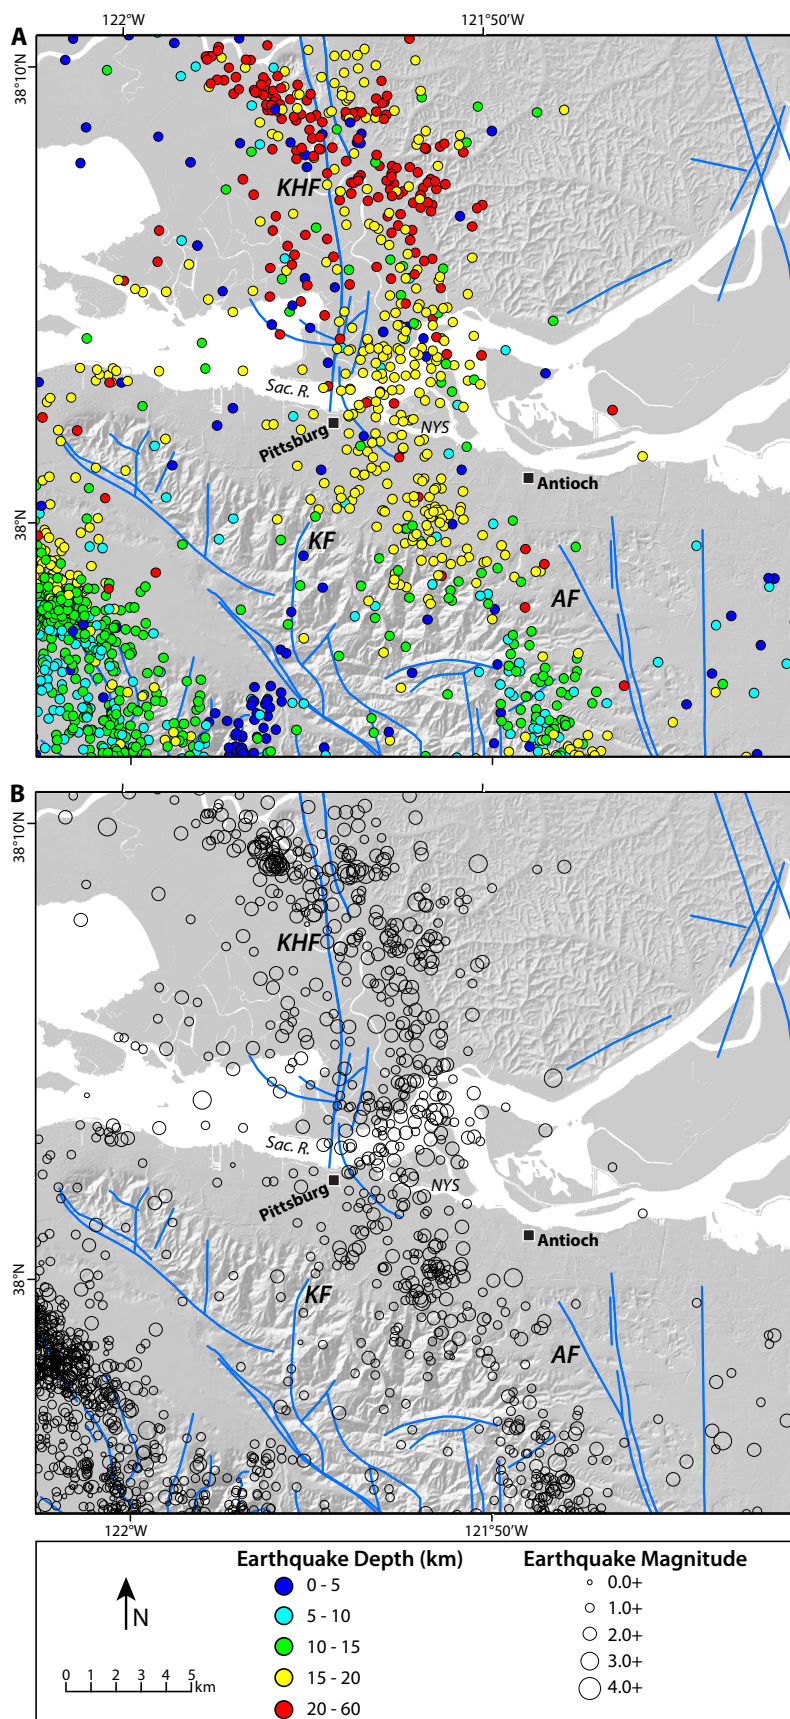 122°W
121°50'W
A
38°10'N
KHF
Sac. R.
NYS
Pittsburg
Antioch
38°N
KF
AF
B
38°10'N
KHF
Sac. R.
NYS
Pittsburg
Antioch
38°N
KF
AF
122°W
121°50'W
Earthquake Depth (km)
0 - 5
5 - 10
10 - 15
15 - 20
20 - 60
Earthquake Magnitude
0.0+
1.0+
2.0+
3.0+
4.0+
N
0 1 2 3 4 5
km